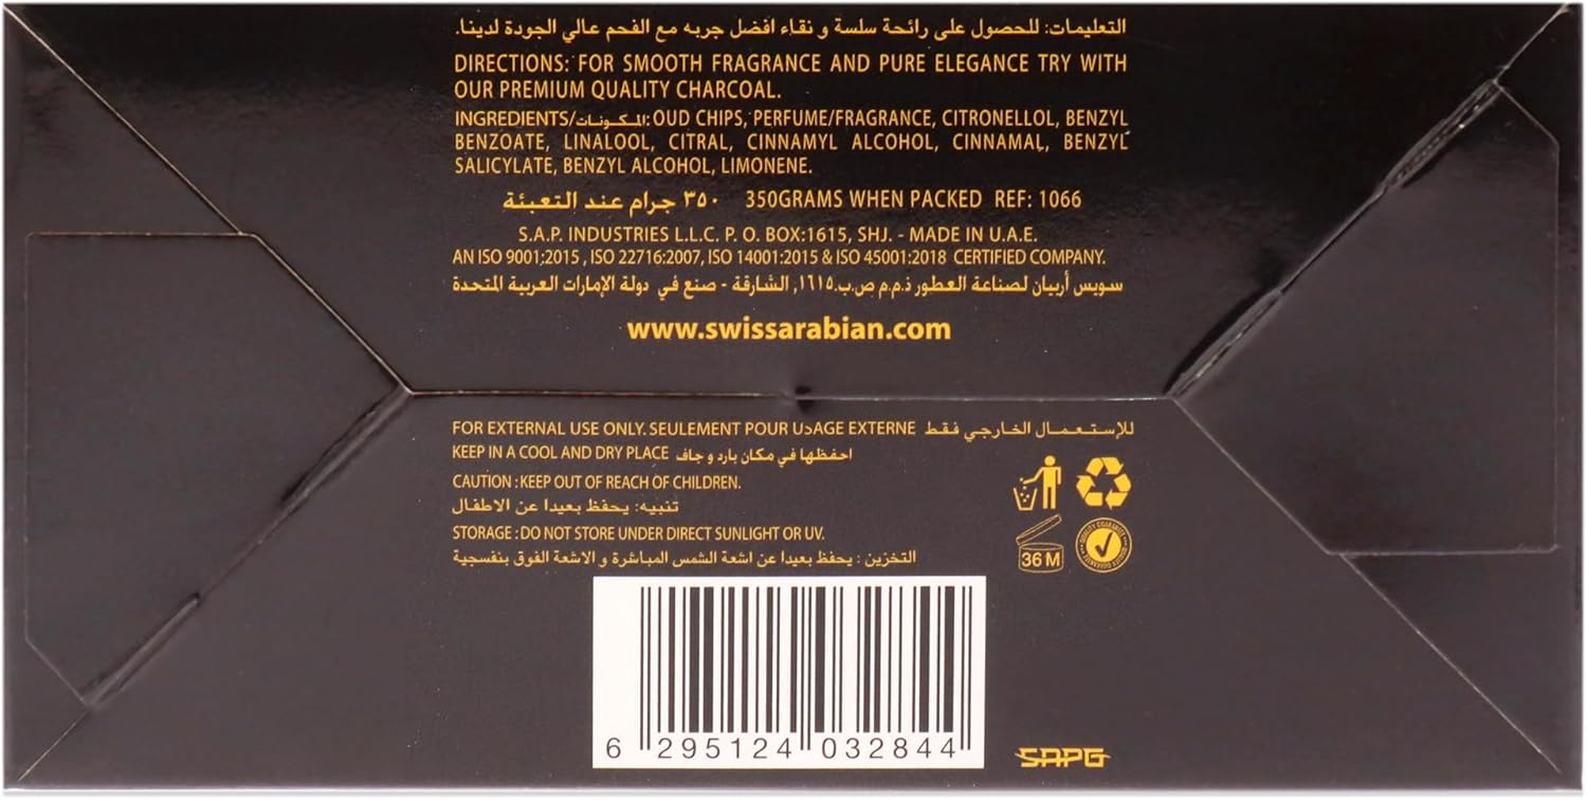 التعليمات: للحصول على رائحة سلسة و نقاء افضل جربه مع الفحم عالي الجودة لدينا.
DIRECTIONS: FOR SMOOTH FRAGRANCE AND PURE ELEGANCE TRY WITH
OUR PREMIUM QUALITY CHARCOAL.
INGREDIENTS/المكونات: OUD CHIPS, PERFUME/FRAGRANCE, CITRONELLOL, BENZYL
BENZOATE, LINALOOL, CITRAL, CINNAMYL ALCOHOL, CINNAMAL, BENZYL
SALICYLATE, BENZYL ALCOHOL, LIMONENE.
٣٥٠ جرام عند التعبئة 350GRAMS WHEN PACKED REF: 1066
S.A.P. INDUSTRIES L.L.C. P. O. BOX:1615, SHJ. - MADE IN U.A.E.
AN ISO 9001:2015 , ISO 22716:2007, ISO 14001:2015 & ISO 45001:2018 CERTIFIED COMPANY.
سويس أربيان لصناعة العطور ذ.م.م ص.ب.١٦١٥, الشارقة - صنع في دولة الإمارات العربية المتحدة
www.swissarabian.com
FOR EXTERNAL USE ONLY. SEULEMENT POUR USAGE EXTERNE للإستعمال الخارجي فقط
KEEP IN A COOL AND DRY PLACE احفظها في مكان بارد و جاف
CAUTION : KEEP OUT OF REACH OF CHILDREN.
تنبيه: يحفظ بعيدا عن الاطفال
STORAGE : DO NOT STORE UNDER DIRECT SUNLIGHT OR UV.
التخزين : يحفظ بعيدا عن اشعة الشمس المباشرة و الاشعة الفوق بنفسجية
36 M
QUALITY GUARANTEE
6 295124 032844
SAPG